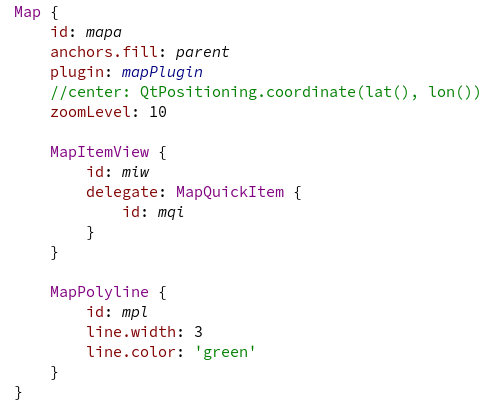 Map {
    id: mapa
    anchors.fill: parent
    plugin: mapPlugin
    //center: QtPositioning.coordinate(lat(), lon())
    zoomLevel: 10

    MapItemView {
        id: miw
        delegate: MapQuickItem {
            id: mqi
        }
    }

    MapPolyline {
        id: mpl
        line.width: 3
        line.color: 'green'
    }
}